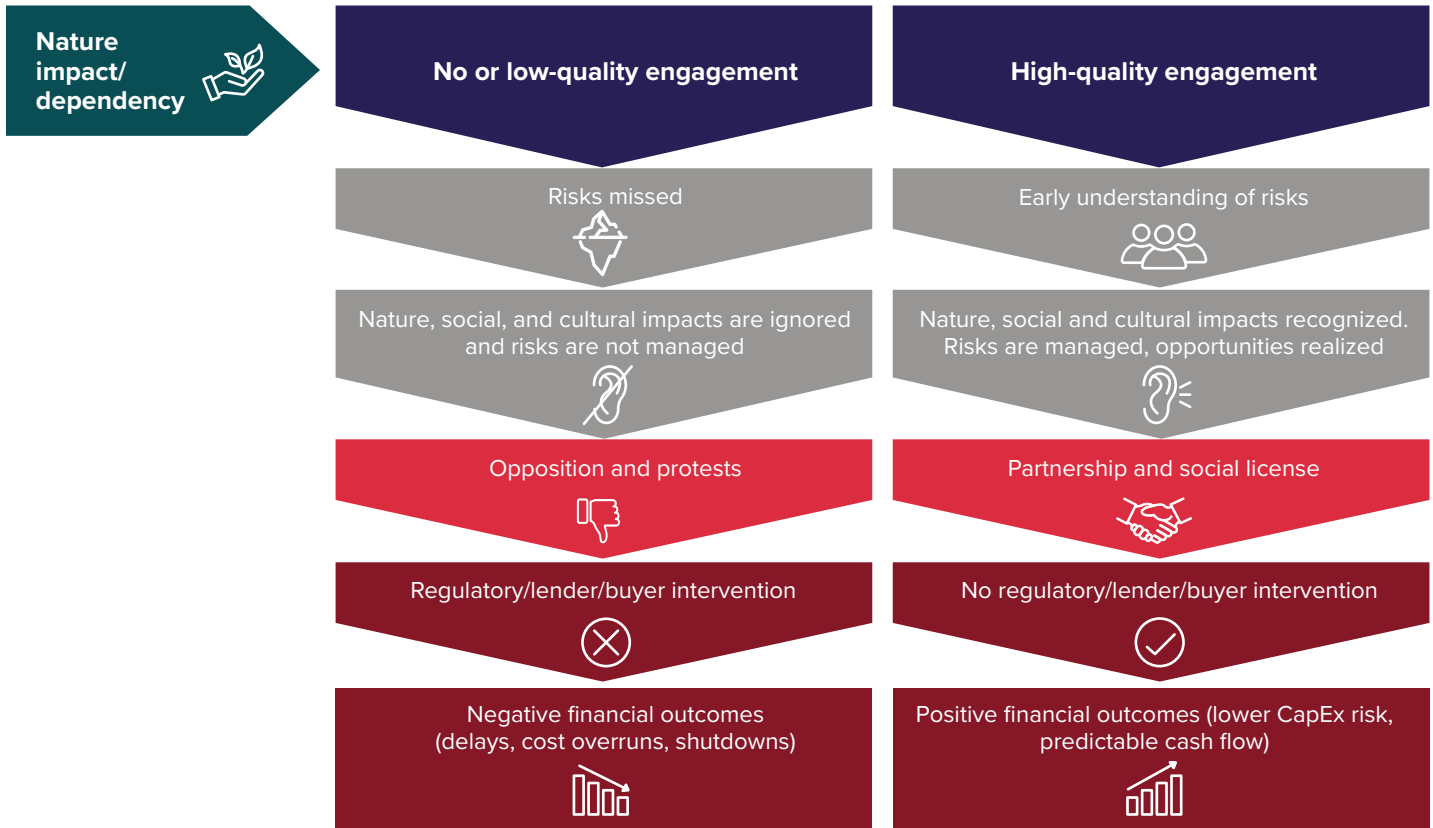 Nature
impact/
dependency
No or low-quality engagement
Risks missed
Nature, social, and cultural impacts are ignored
and risks are not managed
Opposition and protests
Regulatory/lender/buyer intervention
Negative financial outcomes
(delays, cost overruns, shutdowns)
High-quality engagement
Early understanding of risks
Nature, social and cultural impacts recognized.
Risks are managed, opportunities realized
Partnership and social license
No regulatory/lender/buyer intervention
Positive financial outcomes (lower CapEx risk,
predictable cash flow)